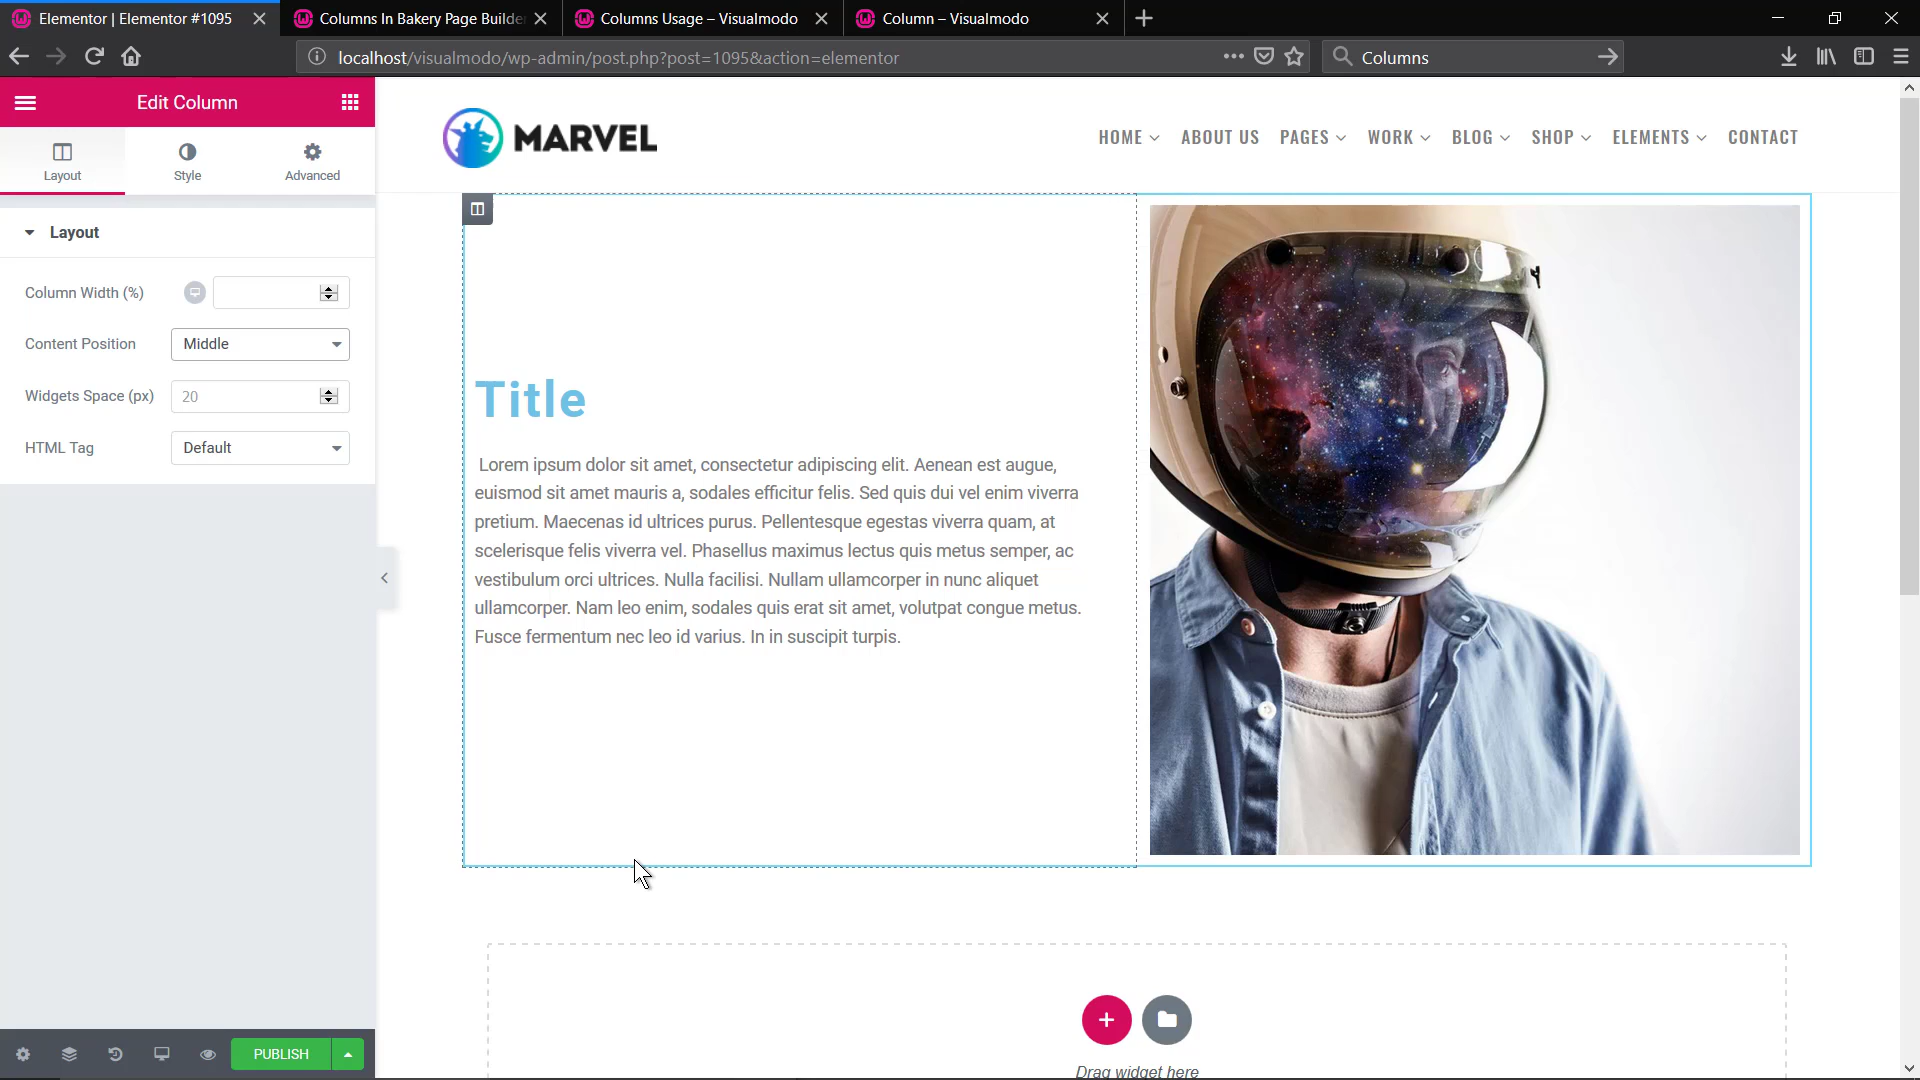 Elementor | Elementor #1095
Columns In Bakery Page Builde
Columns Usage – Visualmodo
Column – Visualmodo
localhost/visualmodo/wp-admin/post.php?post=1095&action=elementor
Columns
Edit Column
Layout
Style
Advanced
Layout
Column Width (%)
Content Position
Middle
Widgets Space (px)
20
HTML Tag
Default
PUBLISH
MARVEL
HOME
ABOUT US
PAGES
WORK
BLOG
SHOP
ELEMENTS
CONTACT
Title
Lorem ipsum dolor sit amet, consectetur adipiscing elit. Aenean est augue,
euismod sit amet mauris a, sodales efficitur felis. Sed quis dui vel enim viverra
pretium. Maecenas id ultrices purus. Pellentesque egestas viverra quam, at
scelerisque felis viverra vel. Phasellus maximus lectus quis metus semper, ac
vestibulum orci ultrices. Nulla facilisi. Nullam ullamcorper in nunc aliquet
ullamcorper. Nam leo enim, sodales quis erat sit amet, volutpat congue metus.
Fusce fermentum nec leo id varius. In in suscipit turpis.
Drag widget here